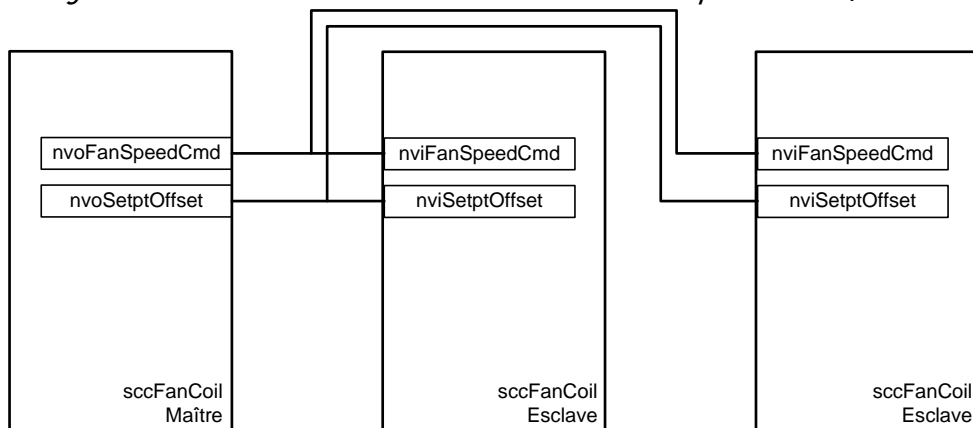 nvoFanSpeedCmd
nvoSetptOffset
sccFanCoil
Maître
nviFanSpeedCmd
nviSetptOffset
sccFanCoil
Esclave
nviFanSpeedCmd
nviSetptOffset
sccFanCoil
Esclave